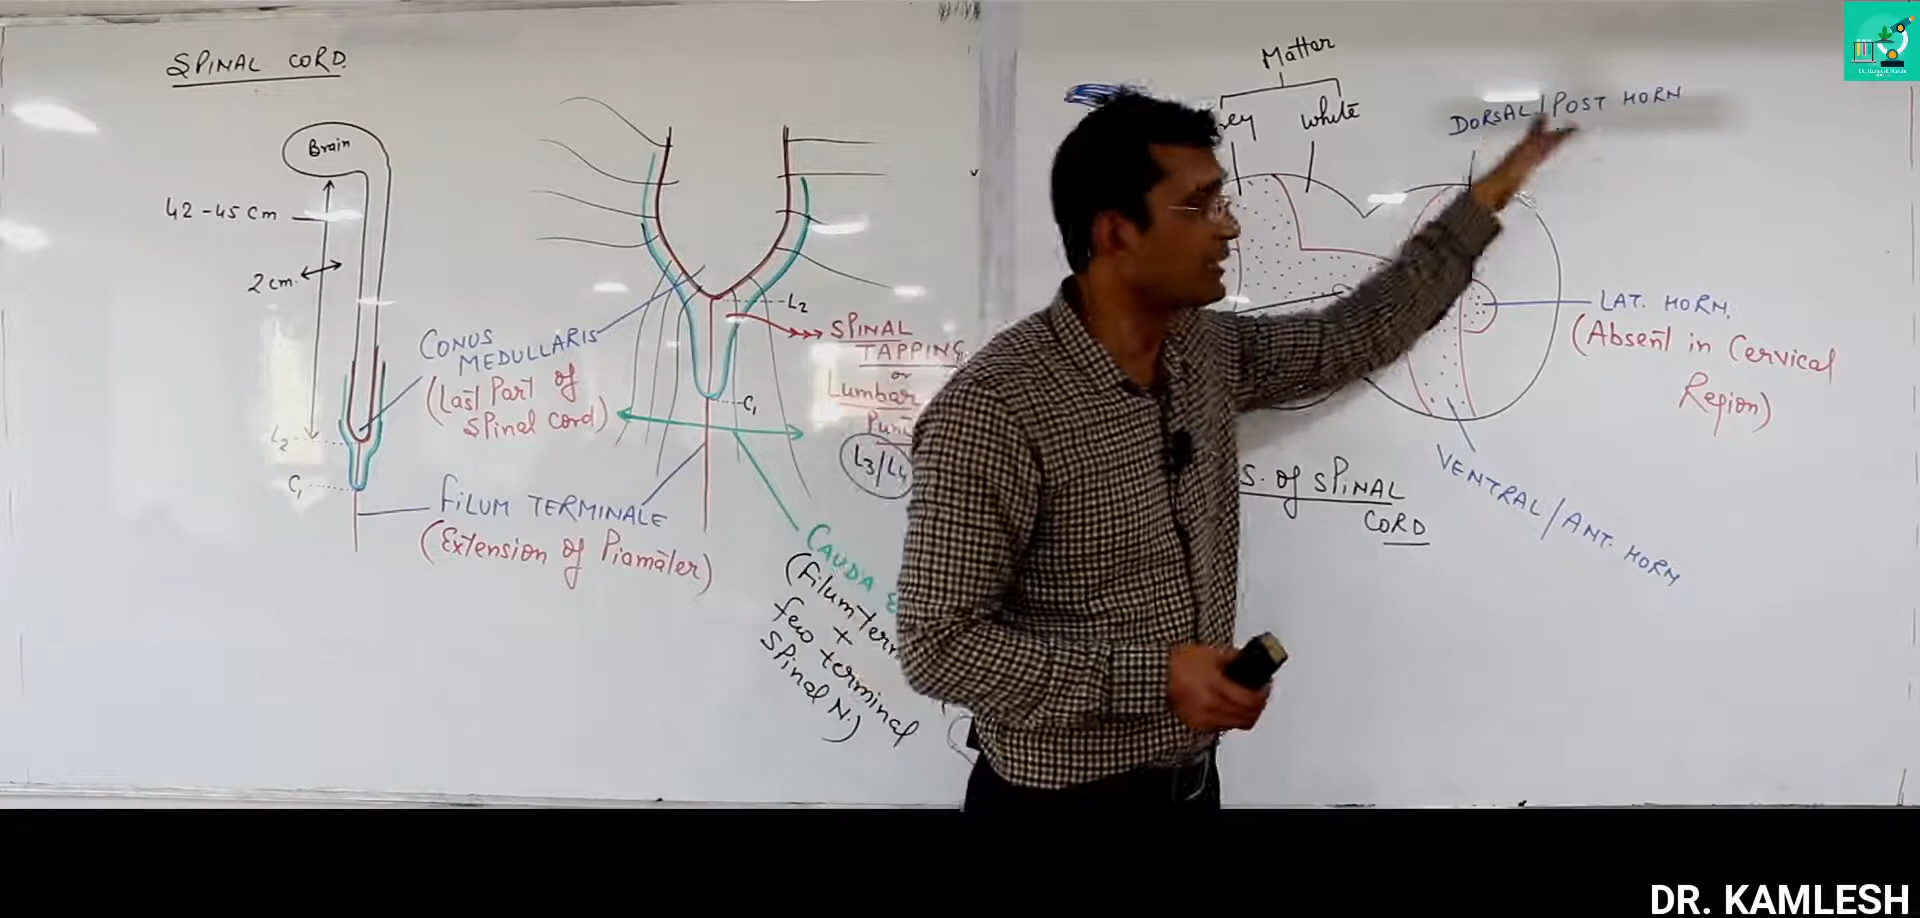 SPINAL CORD.
Brain
42-45 Cm
2 cm.
CONUS
MEDULLARIS
(Last Part of
Spinal cord)
L2
C1
FILUM TERMINALE
(Extension of Piamater)
L2
SPINAL
TAPPING
or
Lumbar
L3/L4
C1
CAUDA
(Filum
+
few terminal
Spinal N.)
Matter
White
DORSAL/POST HORN
LAT. HORN.
(Absent in Cervical
Region)
VENTRAL/ANT. HORN
S. of SPINAL
CORD
DR. KAMLESH